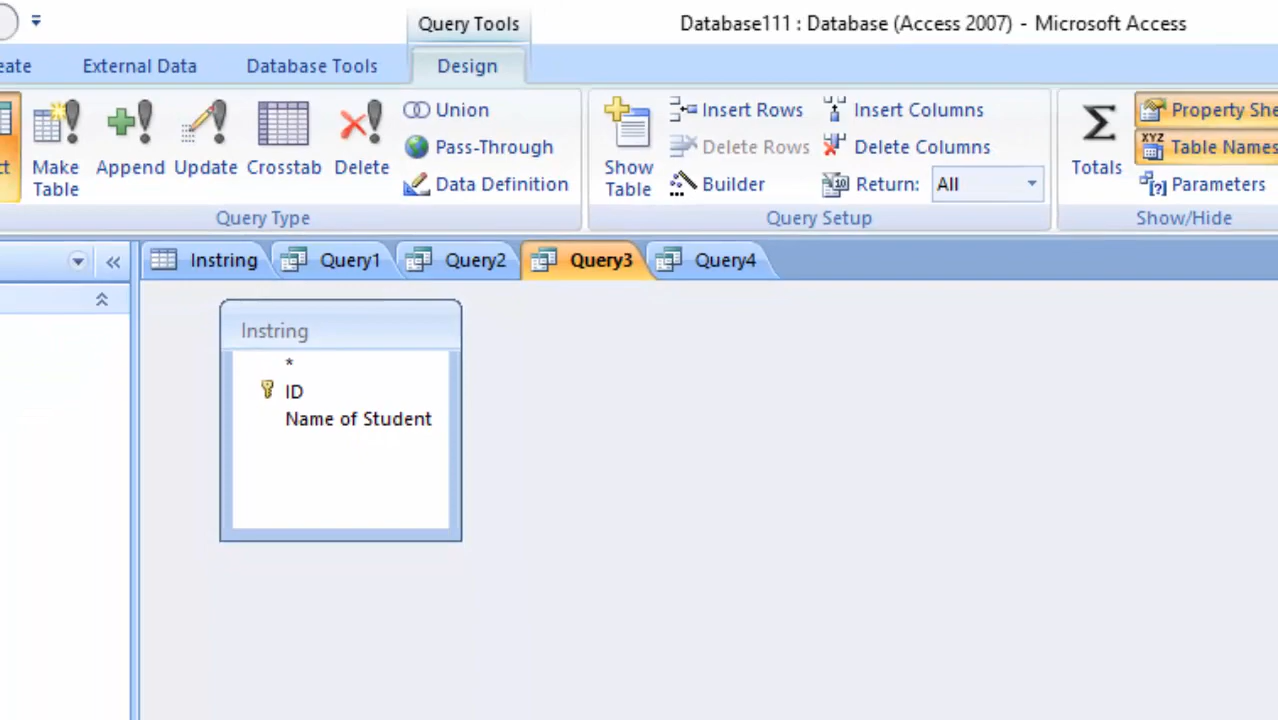 Query Tools
Database111 : Database (Access 2007) - Microsoft Access
eate External Data Database Tools Design
Union
Insert Rows
Insert Columns
Property She
ct
Make Table
Append
Update
Crosstab
Delete
Pass-Through
Show Table
Delete Rows
Delete Columns
Totals
XYZ
Table Names
Data Definition
Builder
Return: All
Parameters
Query Type
Query Setup
Show/Hide
Instring Query1 Query2 Query3 Query4
Instring
*
ID
Name of Student